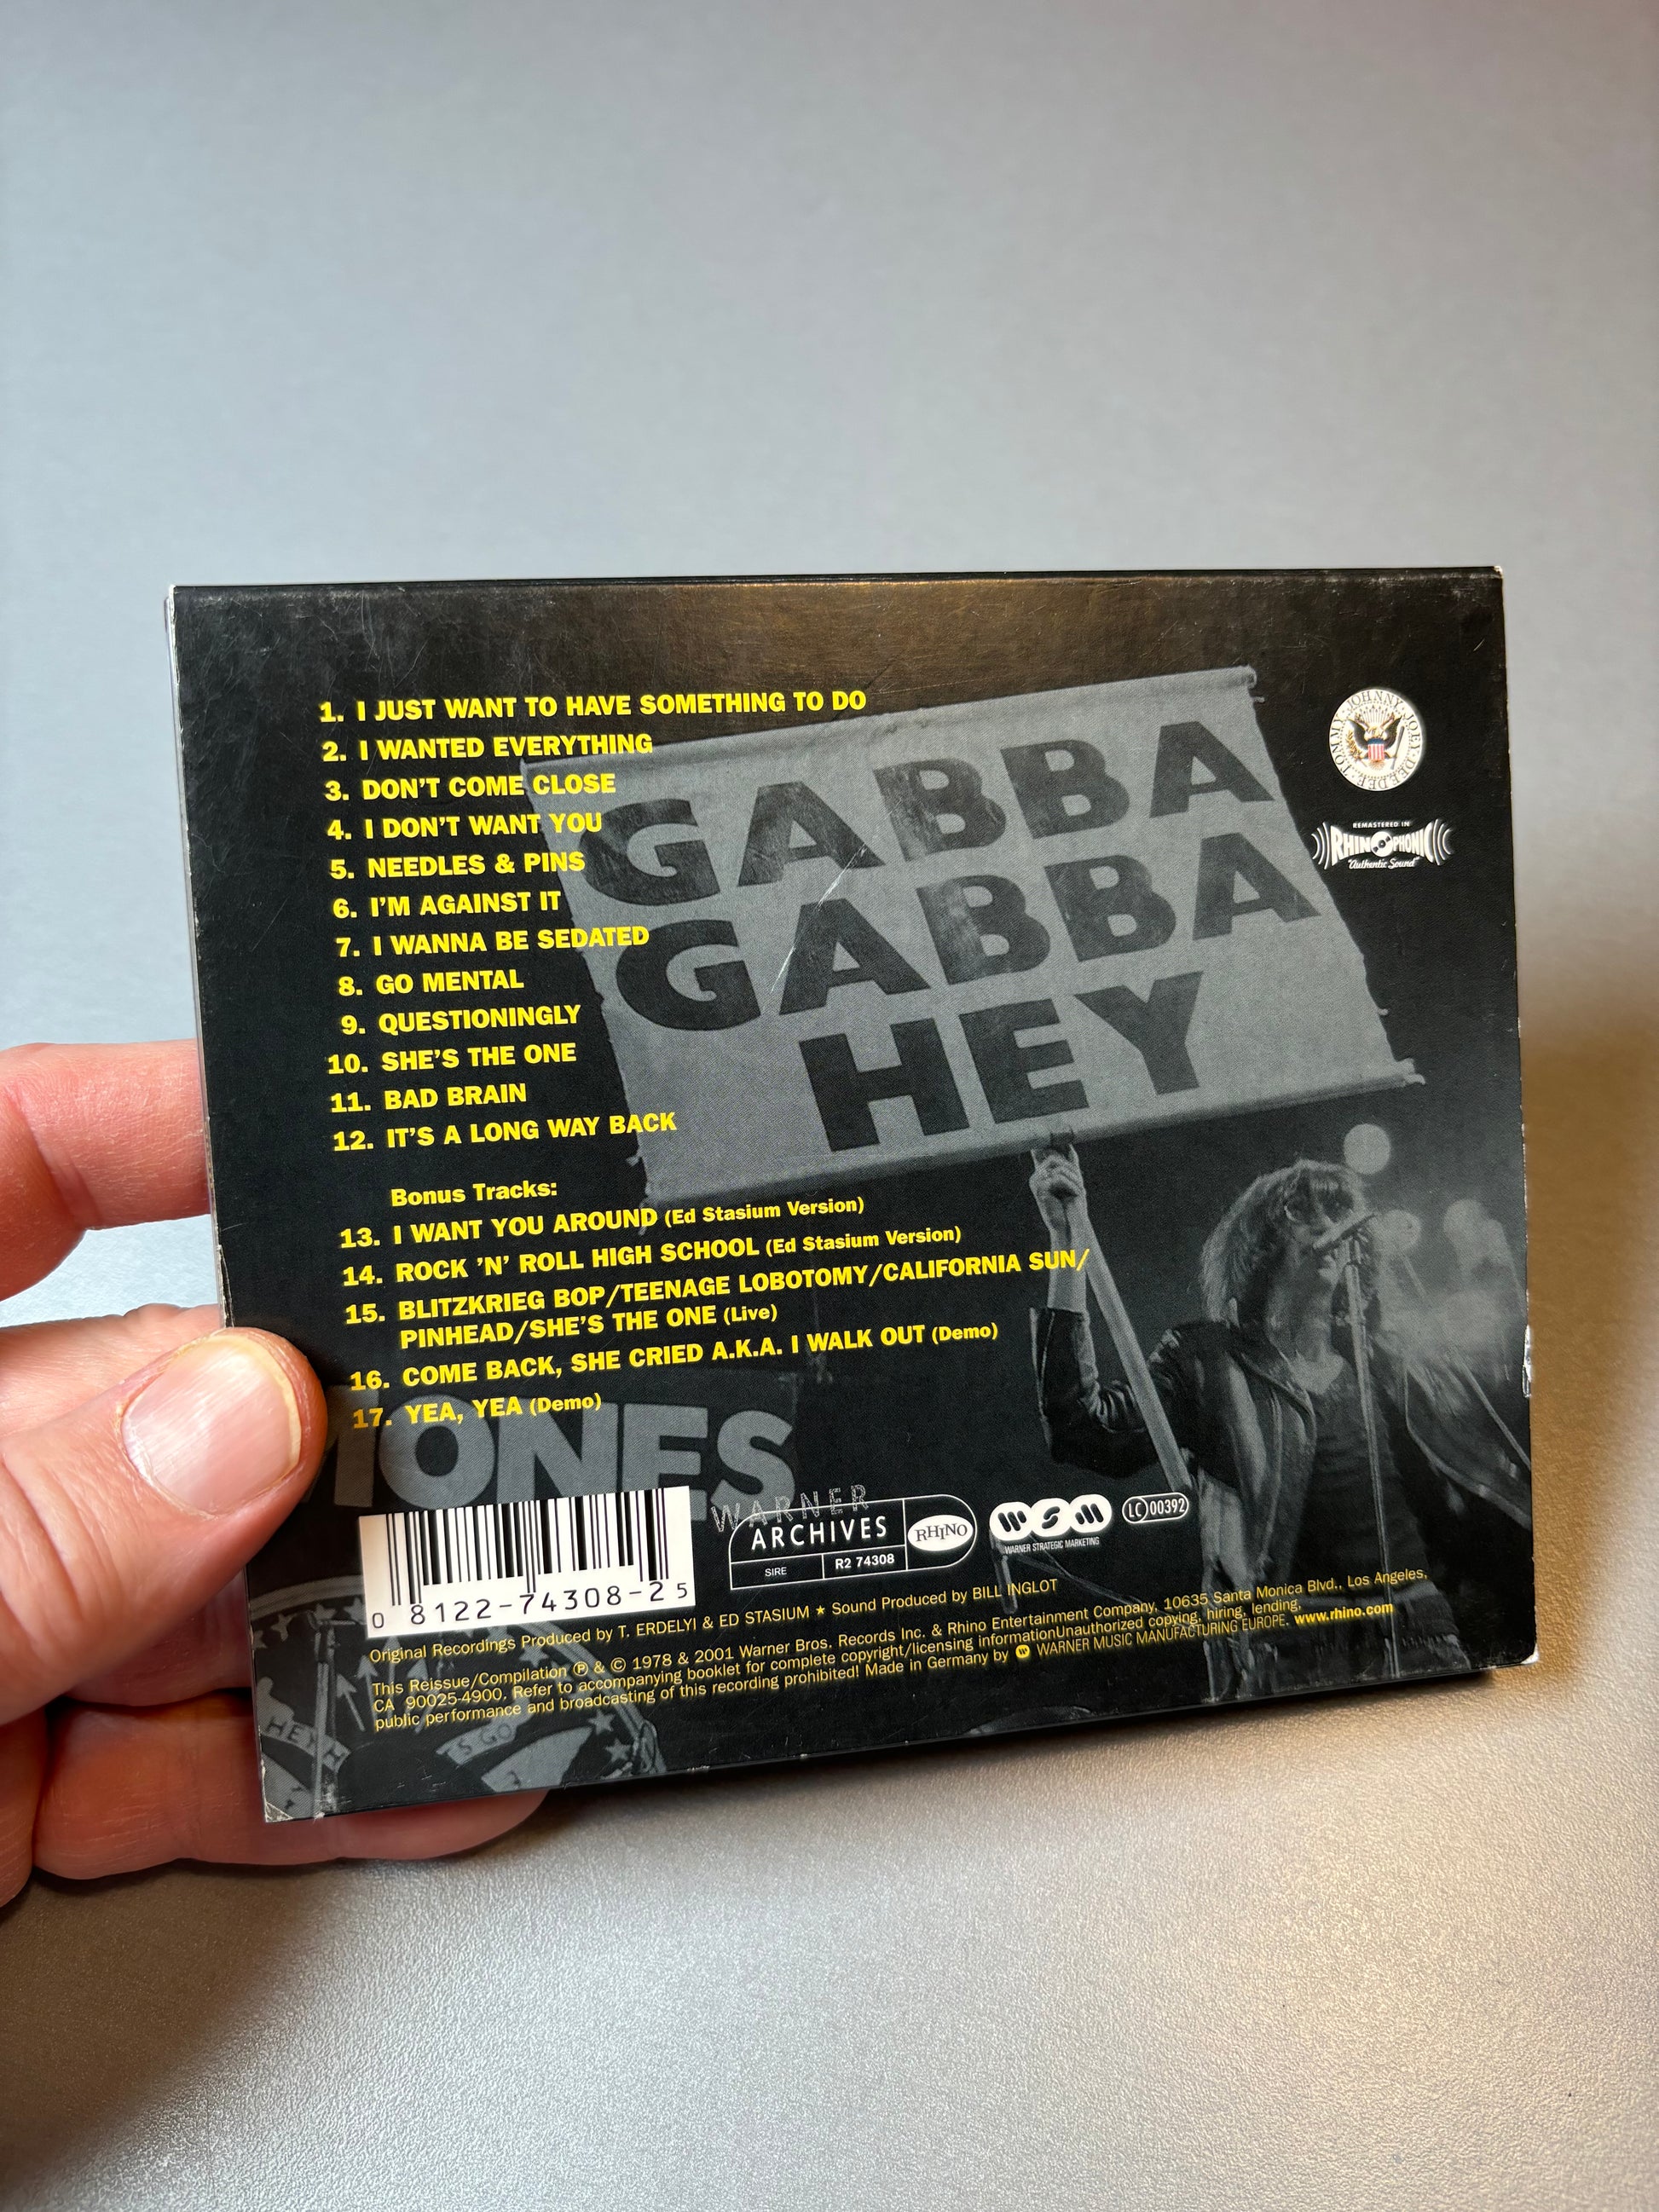 1. I JUST WANT TO HAVE SOMETHING TO DO
2. I WANTED EVERYTHING
3. DON'T COME CLOSE
4. I DON'T WANT YOU
5. NEEDLES & PINS
6. I'M AGAINST IT
7. I WANNA BE SEDATED
8. GO MENTAL
9. QUESTIONINGLY
10. SHE'S THE ONE
11. BAD BRAIN
12. IT'S A LONG WAY BACK
Bonus Tracks:
13. I WANT YOU AROUND (Ed Stasium Version)
14. ROCK 'N' ROLL HIGH SCHOOL (Ed Stasium Version)
15. BLITZKRIEG BOP/TEENAGE LOBOTOMY/CALIFORNIA SUN/
PINHEAD/SHE'S THE ONE (Live)
16. COME BACK, SHE CRIED A.K.A. I WALK OUT (Demo)
17. YEA, YEA (Demo)
GABBA
GABBA
HEY
JOHNNY JOEY DEE DEE TOMMY
REMASTERED IN
RHINOPHONIC
"Authentic Sound"
MONES
0 8122-74308-2 5
WARNER
ARCHIVES
SIRE
R2 74308
RHINO
WSM
WARNER STRATEGIC MARKETING
LC 00392
Original Recordings Produced by T. ERDELYI & ED STASIUM ★ Sound Produced by BILL INGLOT
This Reissue/Compilation ℗ & © 1978 & 2001 Warner Bros. Records Inc. & Rhino Entertainment Company, 10635 Santa Monica Blvd., Los Angeles,
CA 90025-4900. Refer to accompanying booklet for complete copyright/licensing informationUnauthorized copying, hiring, lending,
public performance and broadcasting of this recording prohibited! Made in Germany by WARNER MUSIC MANUFACTURING EUROPE. www.rhino.com
HEY H
'S GO